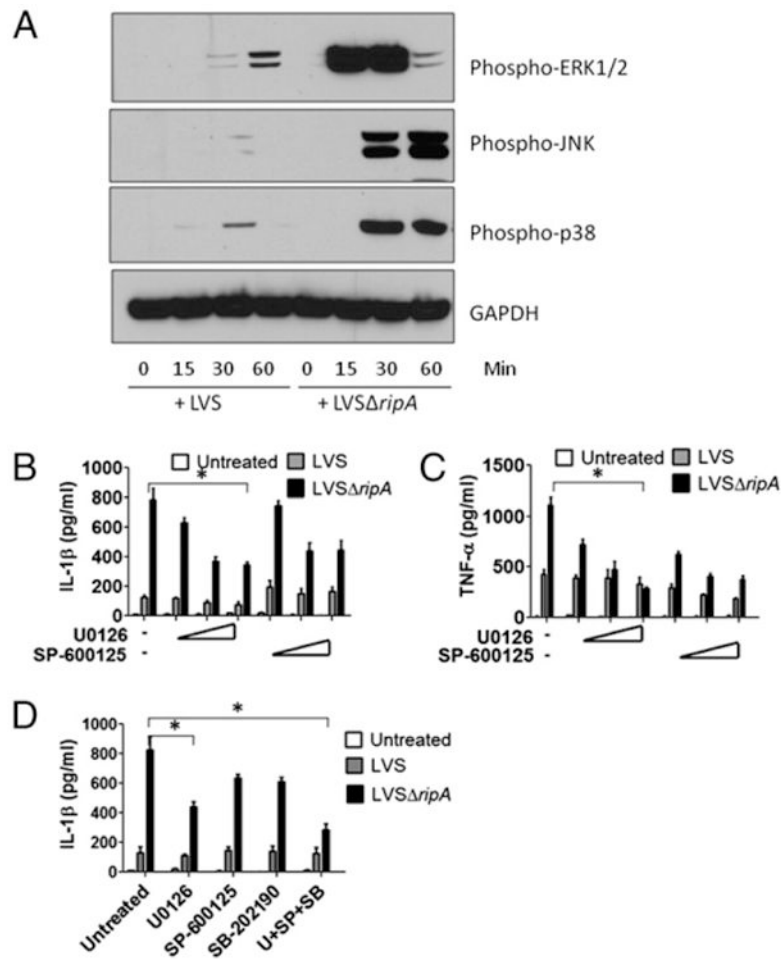 A
Phospho-ERK1/2
Phospho-JNK
Phospho-p38
GAPDH
0 15 30 60 0 15 30 60 Min
+ LVS + LVSΔripA
B
Untreated LVS
LVSΔripA
*
IL-1β (pg/ml)
1000
800
600
400
200
0
U0126 -
SP-600125 -
C
Untreated LVS
LVSΔripA
*
TNF-α (pg/ml)
1500
1000
500
0
U0126 -
SP-600125 -
D
* *
Untreated
LVS
LVSΔripA
IL-1β (pg/ml)
1000
800
600
400
200
0
Untreated
U0126
SP-600125
SB-202190
U+SP+SB